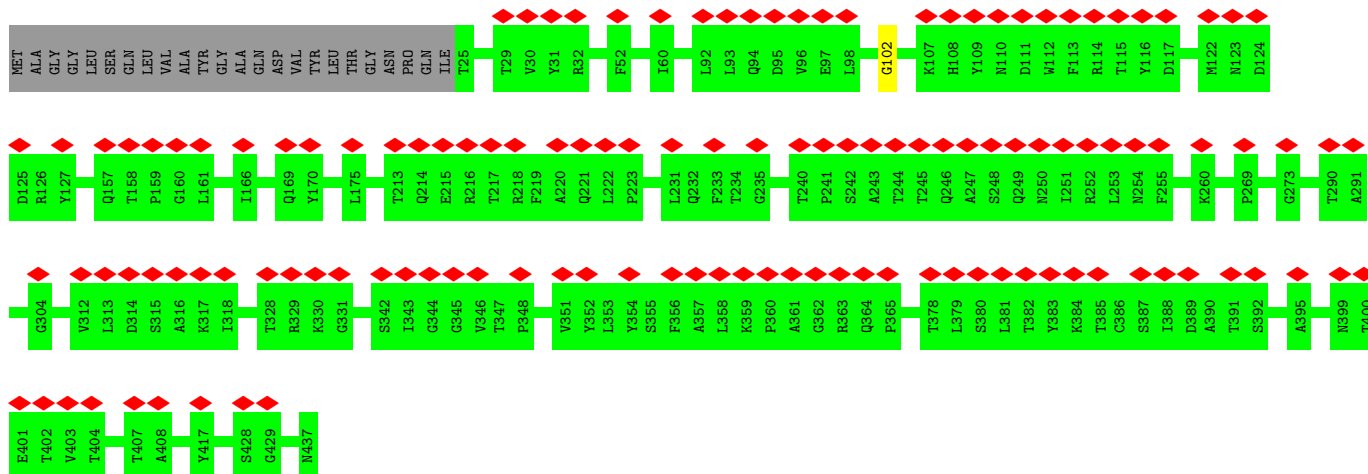 MET ALA GLY GLY LEU SER GLN LEU VAL ALA TYR GLY ALA GLN ASP VAL TYR LEU THR GLY ASN PRO GLN ILE T25 T29 V30 Y31 R32 F52 I60 L92 L93 Q94 D95 V96 E97 L98 G102 K107 H108 Y109 N110 D111 W112 F113 R114 T115 Y116 D117 M122 N123 D124
D125 R126 Y127 Q157 T158 P159 G160 L161 I166 Q169 Y170 L175 T213 Q214 E215 R216 T217 R218 F219 A220 Q221 L222 P223 L231 Q232 F233 T234 G235 T240 P241 S242 A243 T244 T245 Q246 A247 S248 Q249 N250 I251 R252 L253 N254 F255 K260 P269 G273 T290 A291
G304 V312 L313 D314 S315 A316 K317 I318 T328 R329 K330 G331 S342 I343 G344 G345 V346 T347 P348 V351 Y352 L353 Y354 S355 F356 A357 L358 K359 P360 A361 G362 R363 Q364 P365 T378 L379 S380 L381 T382 Y383 K384 T385 C386 S387 I388 D389 A390 T391 S392 A395 N399 T400
E401 T402 V403 T404 T407 A408 Y417 S428 G429 N437